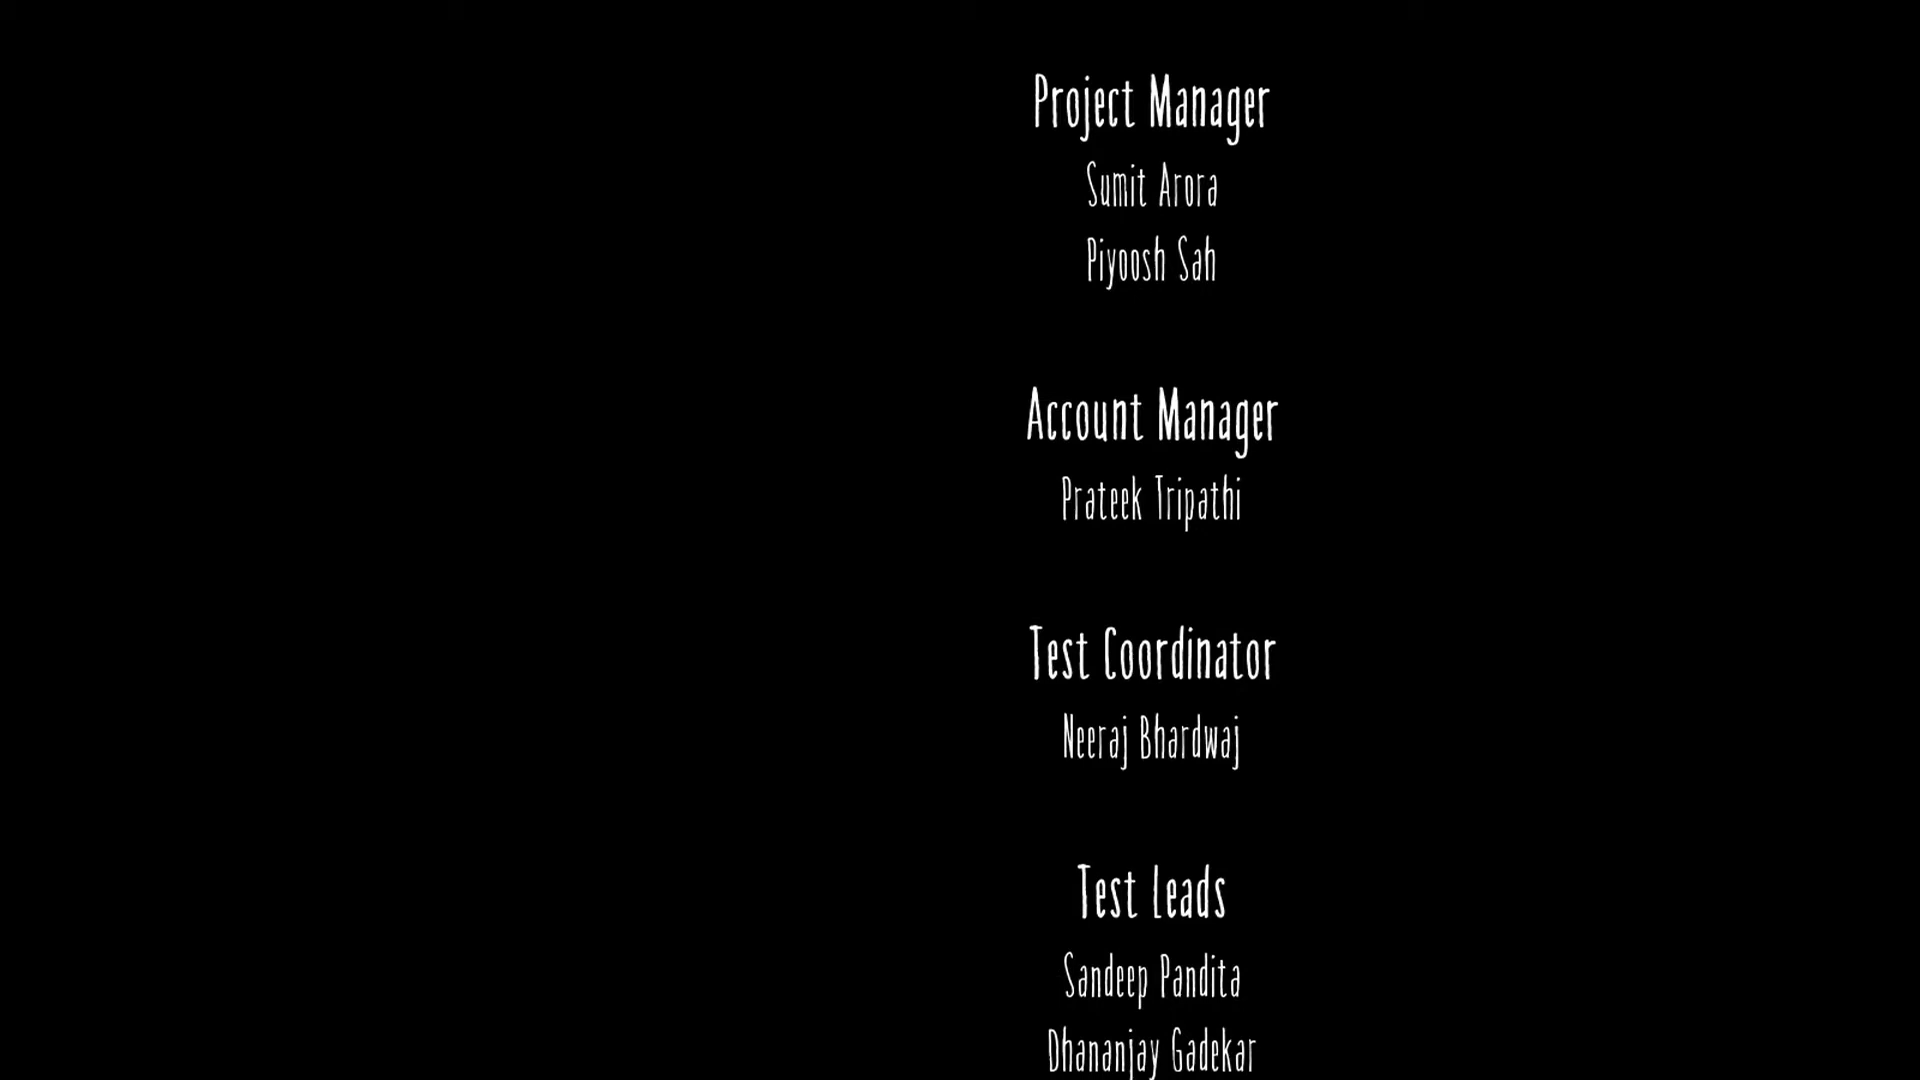 Project Manager
Sumit Arora
Piyoosh Sah
Account Manager
Prateek Tripathi
Test Coordinator
Neeraj Bhardwaj
Test Leads
Sandeep Pandita
Dhananjay Gadekar